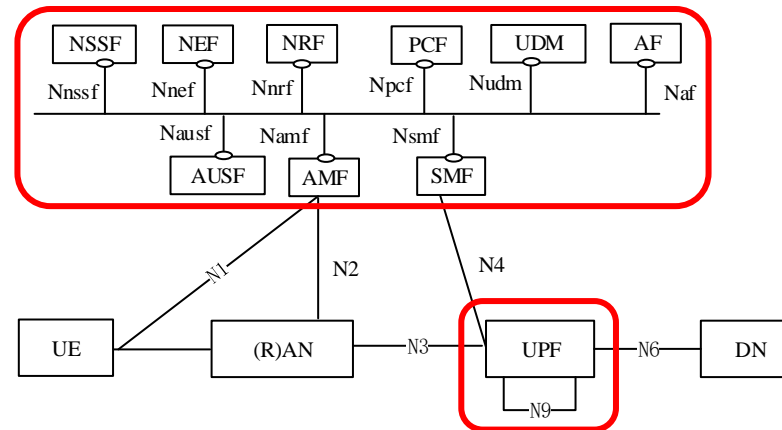 NSSF NEF NRF PCF UDM AF
Nnssf Nnef Nnrf Npcf Nudm Naf
Nausf Namf Nsmf
AUSF AMF SMF
N1 N2 N4
UE (R)AN N3 UPF N6 DN
N9